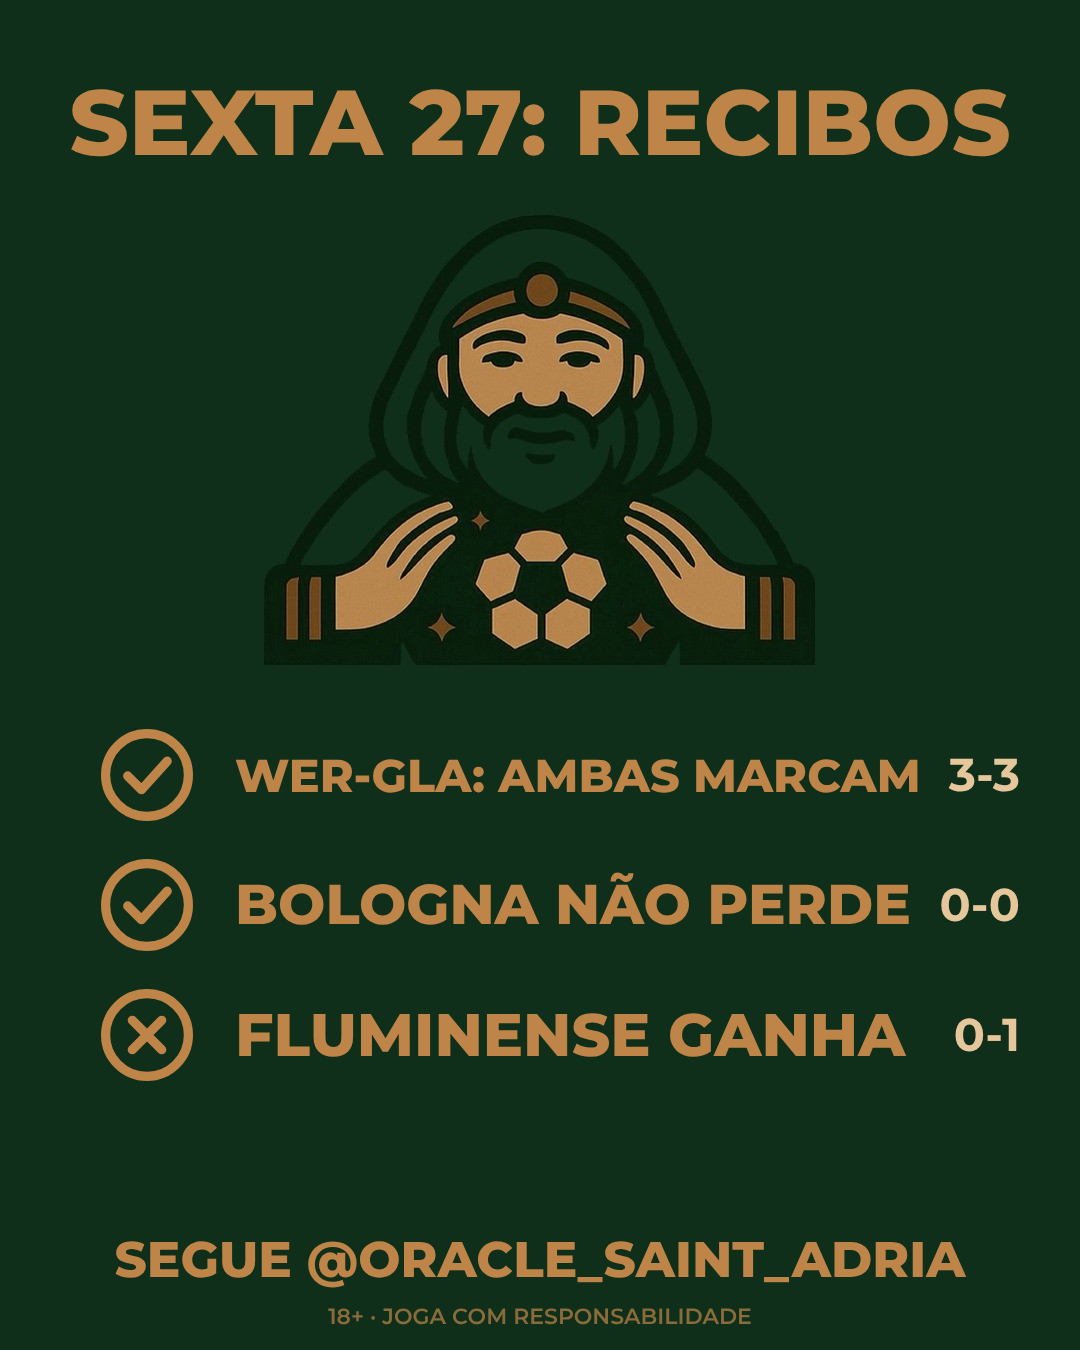 SEXTA 27: RECIBOS
WER-GLA: AMBAS MARCAM 3-3
BOLOGNA NÃO PERDE 0-0
FLUMINENSE GANHA 0-1
SEGUE @ORACLE_SAINT_ADRIA
18+ · JOGA COM RESPONSABILIDADE